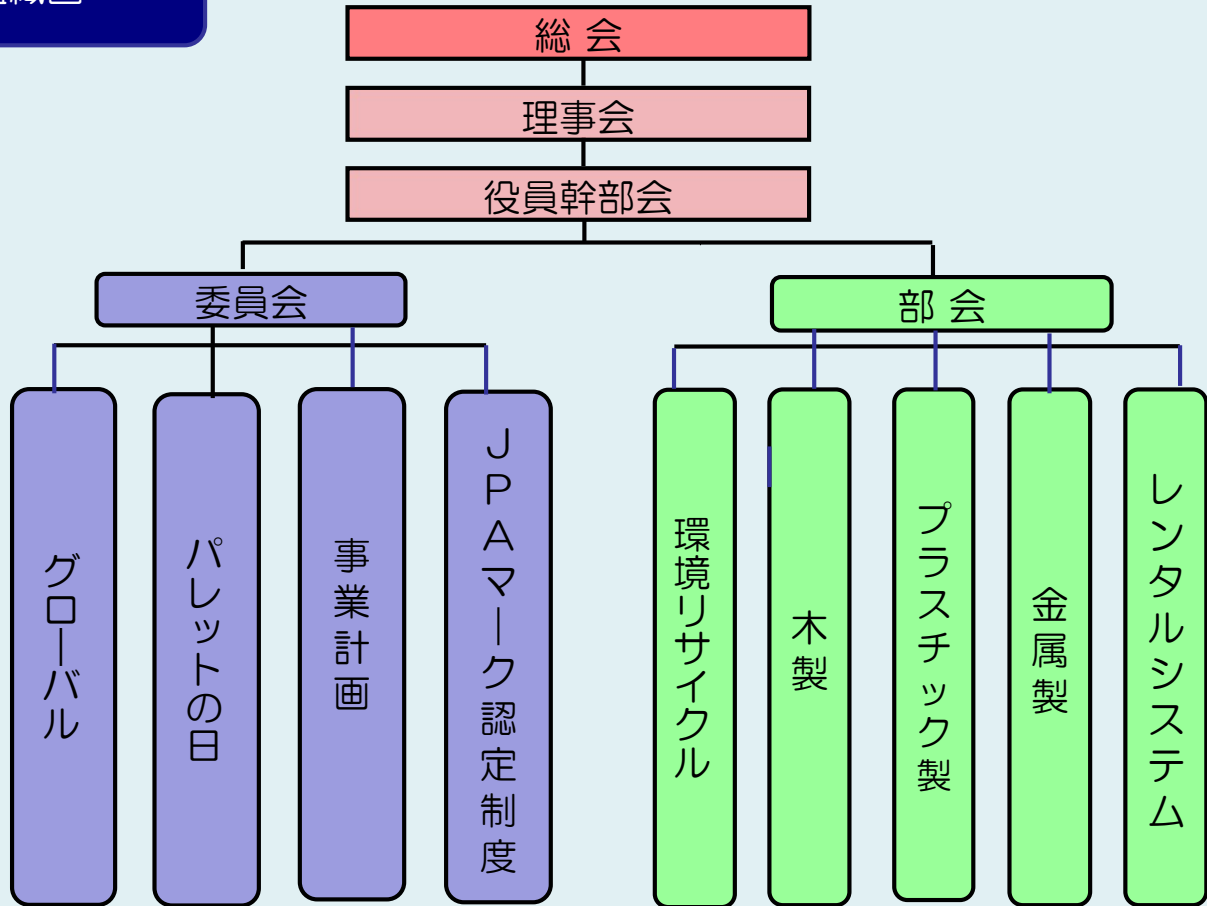 総 会
理事会
役員幹部会
委員会
部 会
グローバル
パレットの日
事業計画
JPAマーク認定制度
環境リサイクル
木製
プラスチック製
金属製
レンタルシステム